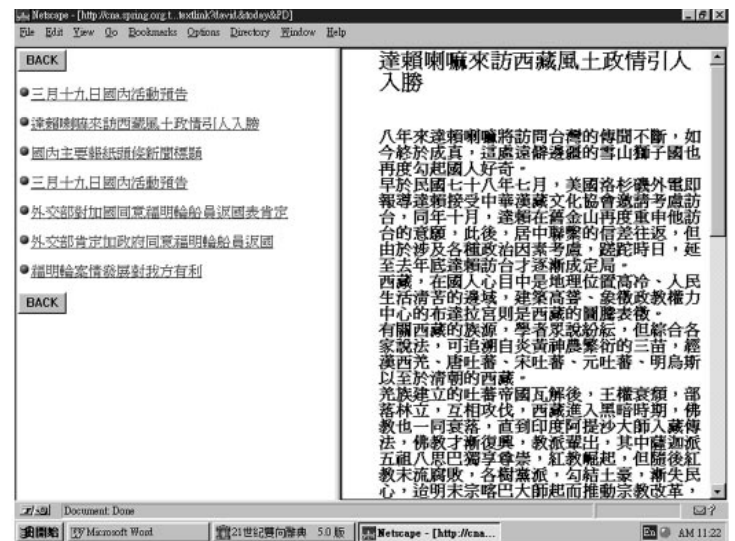 Netscape - [http://cna.spring.org.t...textlink?david&today&PD]
File Edit View Go Bookmarks Options Directory Window Help
BACK
三月十九日國內活動預告
達賴喇嘛來訪西藏風土政情引人入勝
國內主要報紙頭條新聞標題
三月十九日國內活動預告
外交部對加國同意福明輪船員返國表肯定
外交部肯定加政府同意福明輪船員返國
福明輪案情發展對我方有利
BACK
達賴喇嘛來訪西藏風土政情引人
入勝
八年來達賴喇嘛將訪問台灣的傳聞不斷,如
今終於成真,這處遠僻邊疆的雪山獅子國也
再度勾起國人好奇。
早於民國七十八年七月,美國洛杉磯外電即
報導達賴接受中華漢藏文化協會邀請考慮訪
台,同年十月,達賴在舊金山再度重申他訪
台的意願,此後,居中聯繫的信差往返,但
由於涉及各種政治因素考慮,蹉跎時日,延
至去年底達賴訪台才逐漸成定局。
西藏,在國人心目中是地理位置高冷、人民
生活清苦的邊域,建築高聳、象徵政教權力
中心的布達拉宮則是西藏的圖騰表徵。
有關西藏的族源,學者眾說紛紜,但綜合各
家說法,可追溯自炎黃神農繁衍的三苗,經
漢西羌、唐吐蕃、宋吐蕃、元吐蕃、明烏斯
以至於清朝的西藏。
羌族建立的吐蕃帝國瓦解後,王權衰頹,部
落林立,互相攻伐,西藏進入黑暗時期,佛
教也一同衰落,直到印度阿提沙大師入藏傳
法,佛教才漸復興,教派輩出,其中薩迦派
五祖八思巴獨享尊崇,紅教崛起,但隨後紅
教末流腐敗,各樹黨派,勾結土豪,漸失民
心,迨明末宗喀巴大師起而推動宗教改革,
Document: Done
開始 Microsoft Word 21世紀雙向辭典 5.0 版 Netscape - [http://cna... En AM 11:22